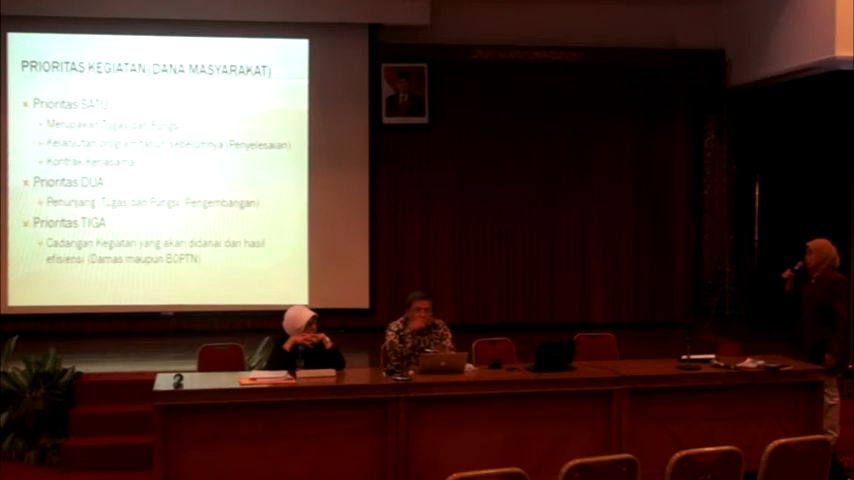 PRIORITAS KEGIATAN (DANA MASYARAKAT)
Prioritas SATU
Merupakan Tugas dan Fungsi
Kelanjutan program tahun sebelumnya (Penyelesaian)
Kontrak Kerjasama
Prioritas DUA
Penunjang Tugas dan Fungsi (Pengembangan)
Prioritas TIGA
Cadangan Kegiatan yang akan didanai dari hasil
efisiensi (Damas maupun BOPTN)